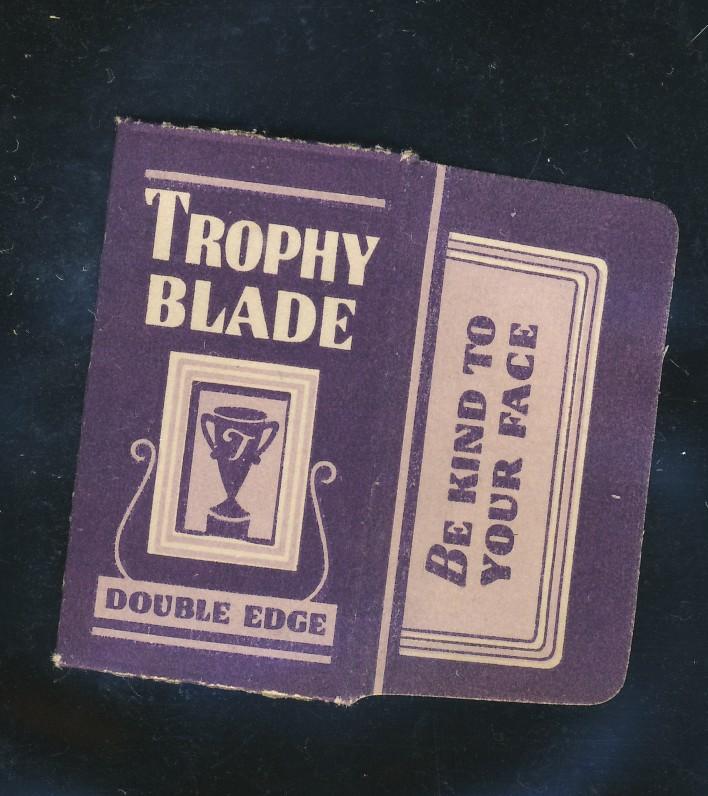 TROPHY
BLADE
T
DOUBLE EDGE
BE KIND TO
YOUR FACE